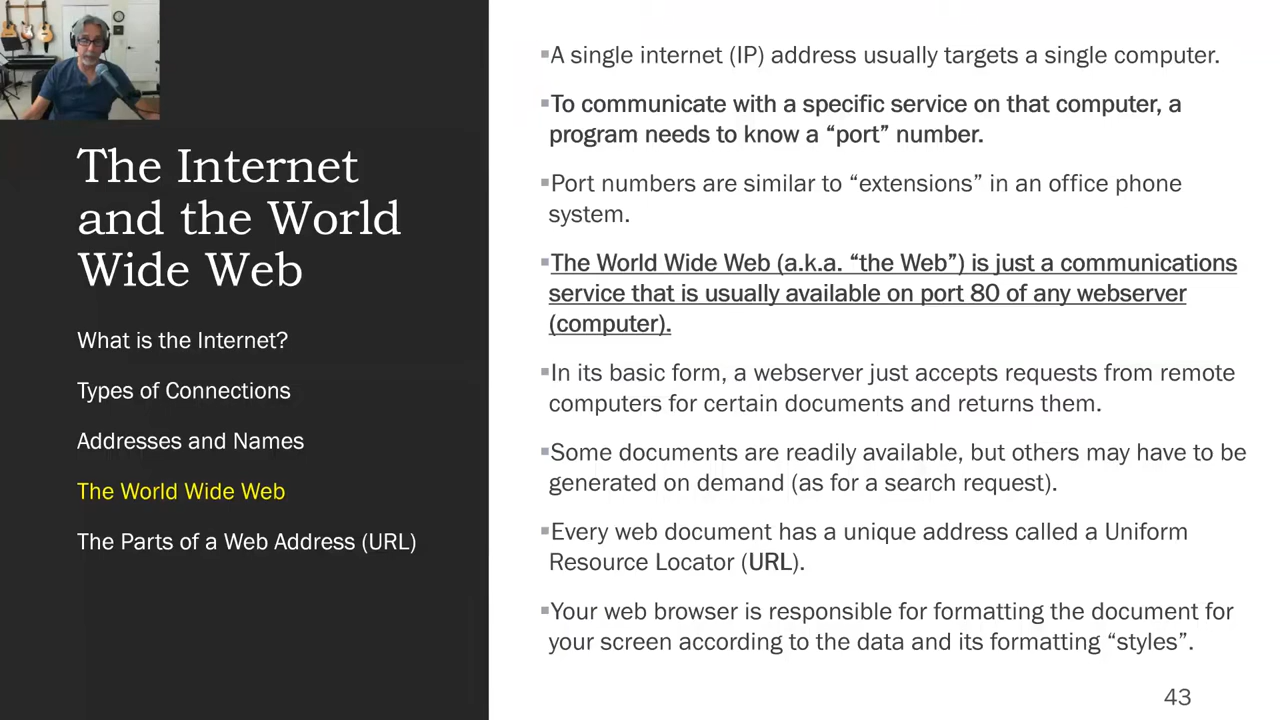 The Internet
and the World
Wide Web
What is the Internet?
Types of Connections
Addresses and Names
The World Wide Web
The Parts of a Web Address (URL)
▪A single internet (IP) address usually targets a single computer.
▪To communicate with a specific service on that computer, a
program needs to know a “port” number.
▪Port numbers are similar to “extensions” in an office phone
system.
▪The World Wide Web (a.k.a. “the Web”) is just a communications
service that is usually available on port 80 of any webserver
(computer).
▪In its basic form, a webserver just accepts requests from remote
computers for certain documents and returns them.
▪Some documents are readily available, but others may have to be
generated on demand (as for a search request).
▪Every web document has a unique address called a Uniform
Resource Locator (URL).
▪Your web browser is responsible for formatting the document for
your screen according to the data and its formatting “styles”.
43